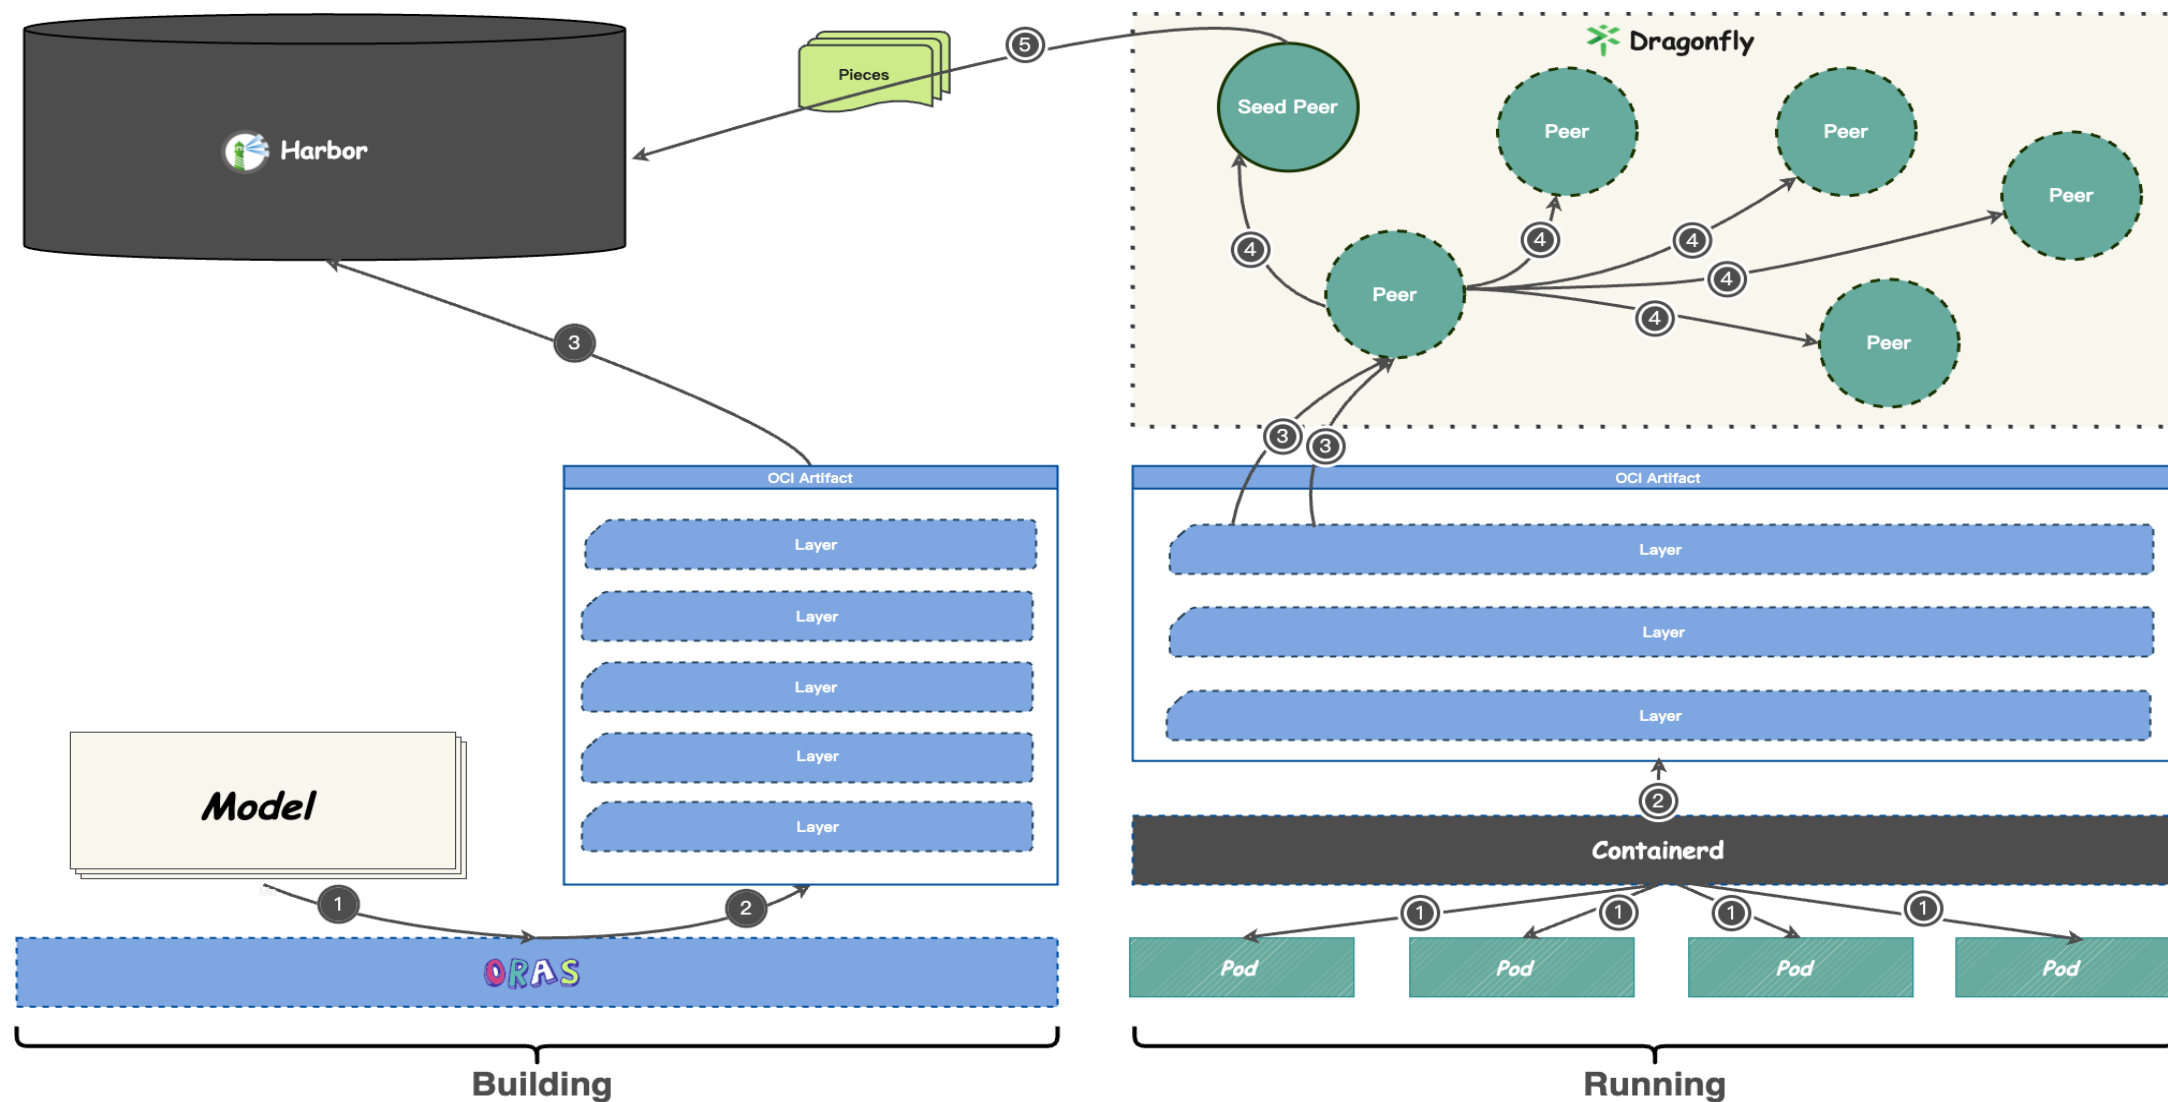 Harbor
Pieces
5
Dragonfly
Seed Peer
Peer
Peer
Peer
4
4
4
4
4
Peer
Peer
3
3
3
OCI Artifact
Layer
Layer
Layer
Layer
Layer
Model
1
2
ORAS
Building
OCI Artifact
Layer
Layer
Layer
2
Containerd
1
1
1
1
Pod
Pod
Pod
Pod
Running